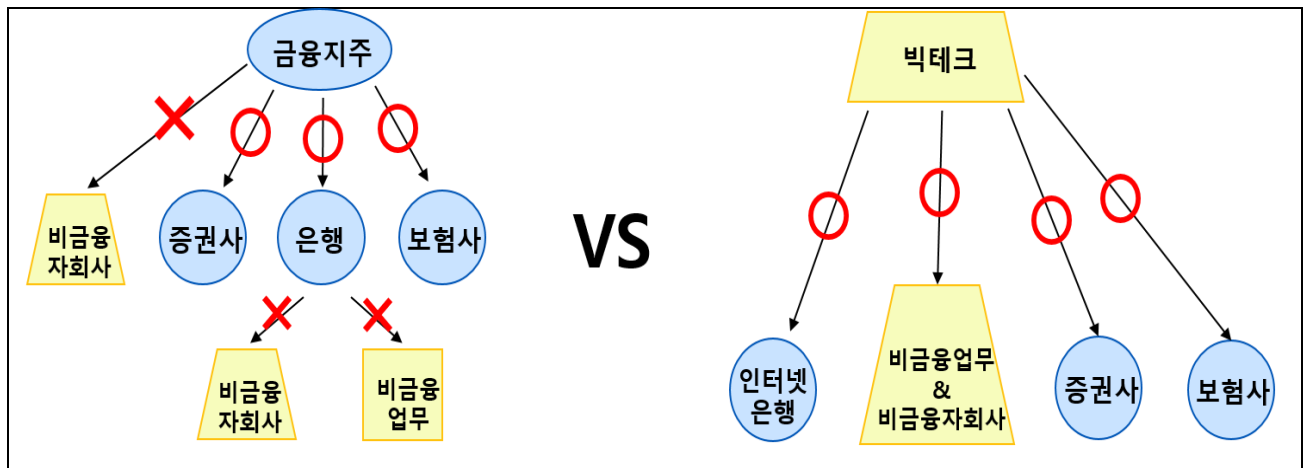 금융지주
비금융
자회사
증권사
은행
보험사
비금융
자회사
비금융
업무
VS
빅테크
인터넷
은행
비금융업무
&
비금융자회사
증권사
보험사